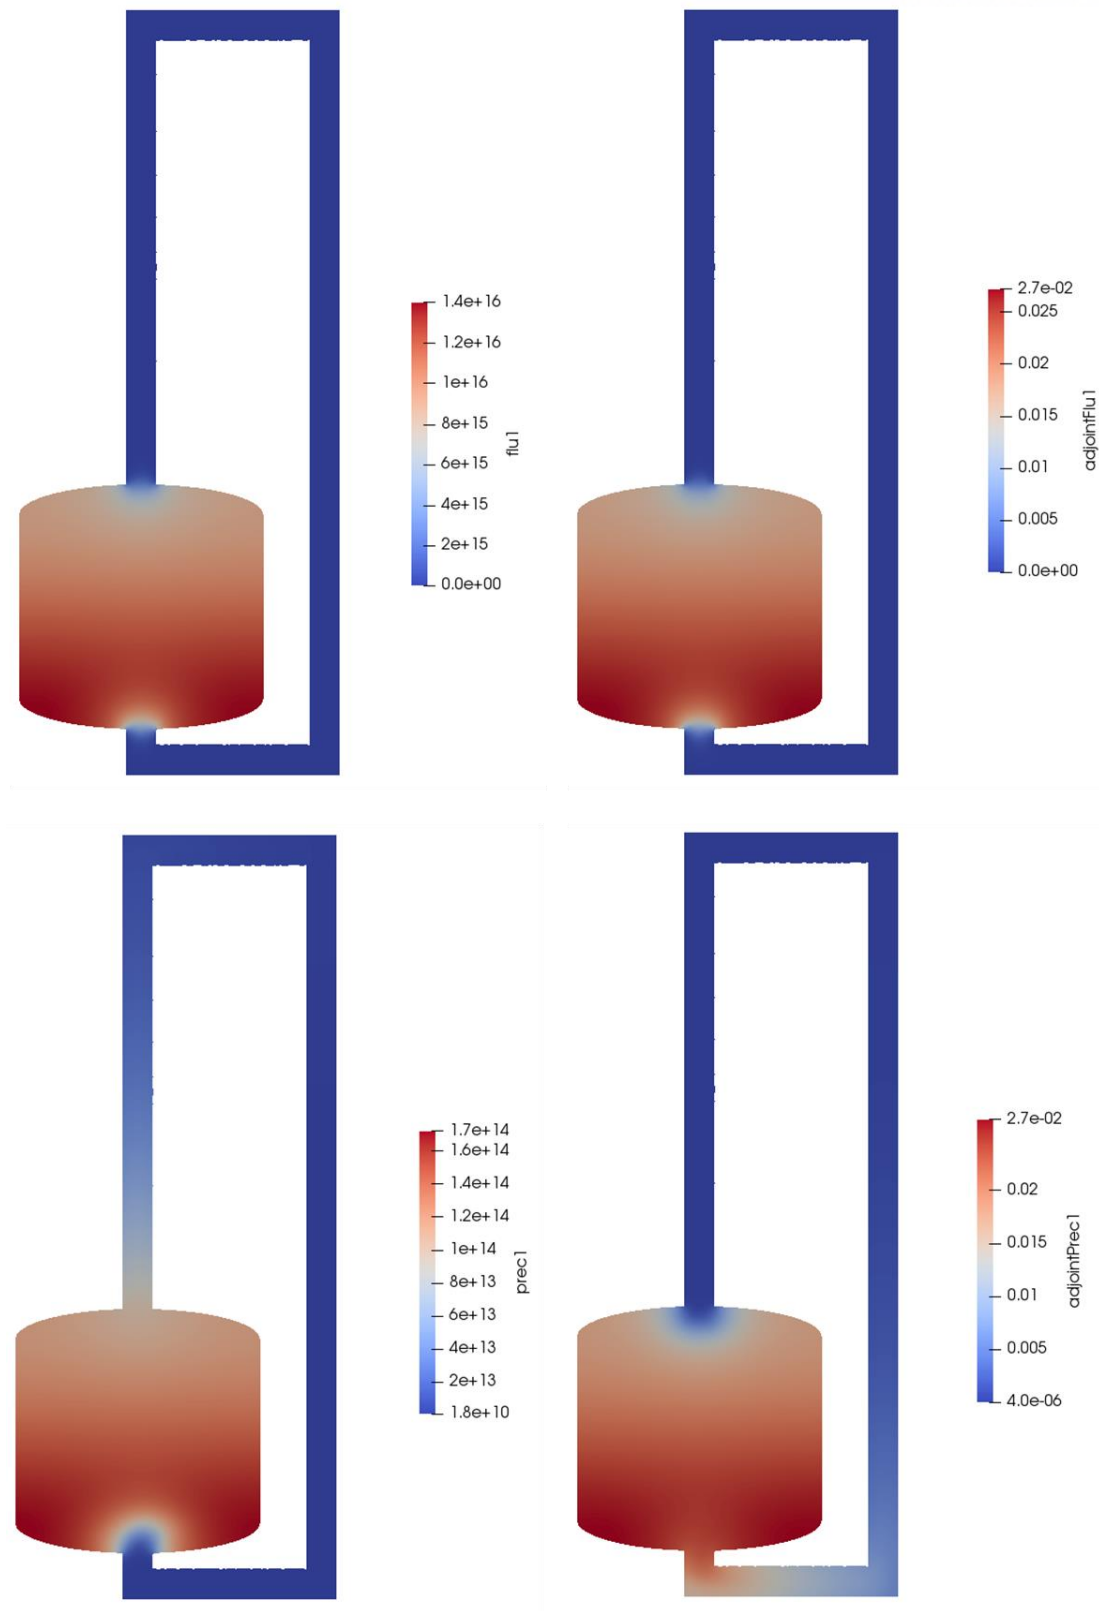 1.4e+16
1.2e+16
1e+16
8e+15
6e+15
4e+15
2e+15
0.0e+00
flu1
2.7e-02
0.025
0.02
0.015
0.01
0.005
0.0e+00
adjointFlu1
1.7e+14
1.6e+14
1.4e+14
1.2e+14
1e+14
8e+13
6e+13
4e+13
2e+13
1.8e+10
prec1
2.7e-02
0.02
0.015
0.01
0.005
4.0e-06
adjointPrec1